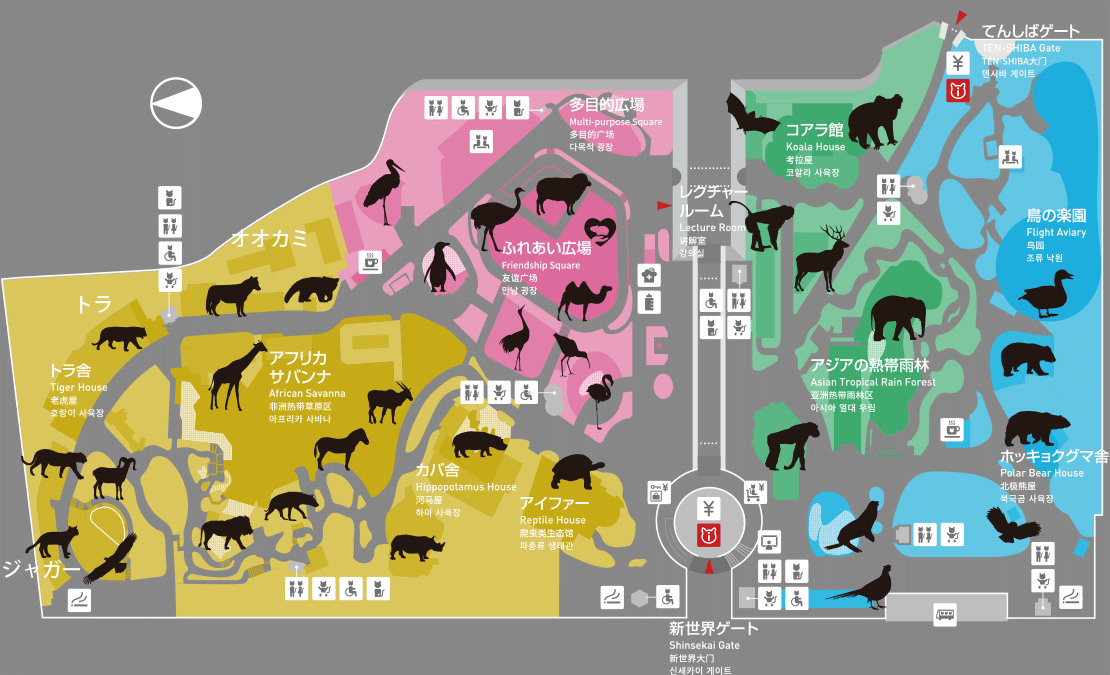 てんしばゲート
TEN-SHIBA Gate
TEN-SHIBA大门
덴시바 게이트
¥
多目的広場
Multi-purpose Square
多目的广场
다목적 광장
コアラ館
Koala House
考拉屋
코알라 사육장
レクチャー
ルーム
Lecture Room
讲解室
강의실
鳥の楽園
Flight Aviary
鸟园
조류 낙원
オオカミ
ふれあい広場
Friendship Square
友谊广场
만남 광장
トラ
トラ舎
Tiger House
老虎屋
호랑이 사육장
アフリカ
サバンナ
African Savanna
非洲热带草原区
아프리카 사바나
アジアの熱帯雨林
Asian Tropical Rain Forest
亚洲热带雨林区
아시아 열대 우림
カバ舎
Hippopotamus House
河马屋
하마 사육장
アイファー
Reptile House
爬虫类生态馆
파충류 생태관
ホッキョクグマ舎
Polar Bear House
北极熊屋
북극곰 사육장
¥
¥
¥
ジャガー
新世界ゲート
Shinsekai Gate
新世界大门
신세카이 게이트